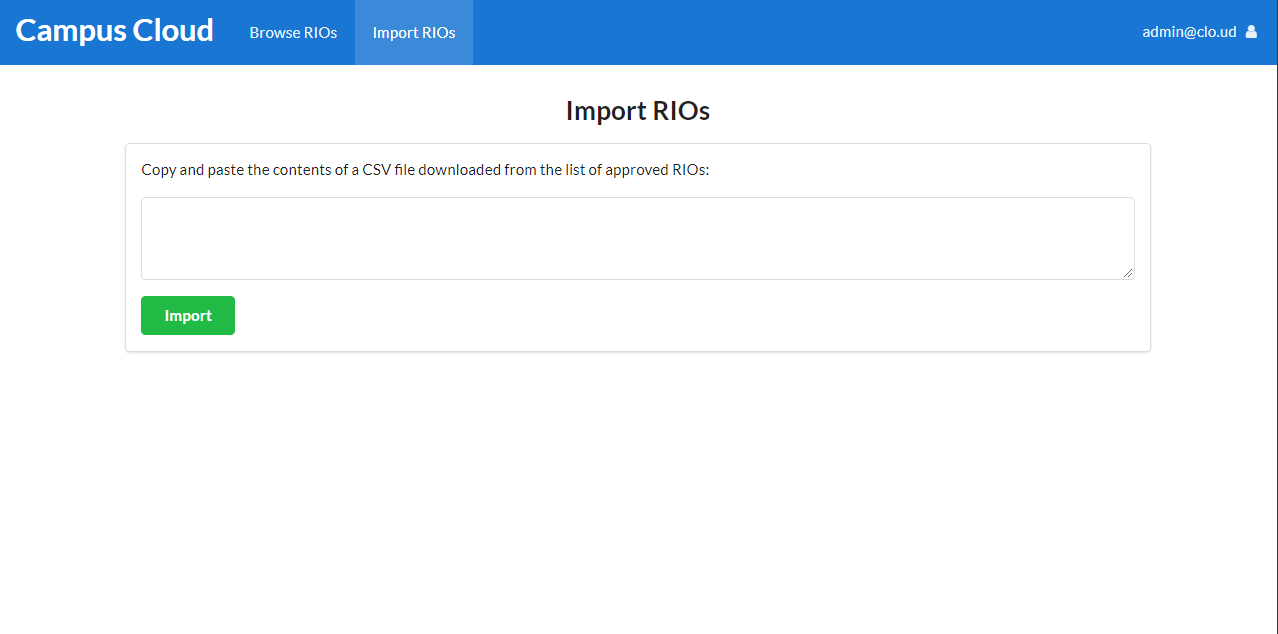 Campus Cloud Browse RIOs Import RIOs admin@clo.ud
Import RIOs
Copy and paste the contents of a CSV file downloaded from the list of approved RIOs:
Import